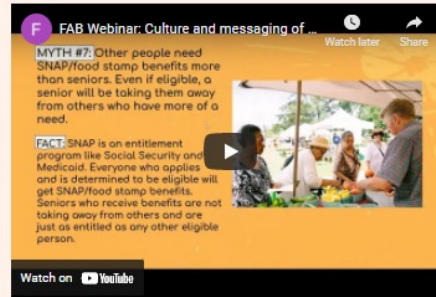 F FAB Webinar: Culture and messaging of ...
Watch later
Share
MYTH #7: Other people need
SNAP/food stamp benefits more
than seniors. Even if eligible, a
senior will be taking them away
from others who have more of a
need.
FACT: SNAP is an entitlement
program like Social Security and
Medicaid. Everyone who applies
and is determined to be eligible will
get SNAP/food stamp benefits.
Seniors who receive benefits are not
taking away from others and are
just as entitled as any other eligible
person.
Watch on YouTube